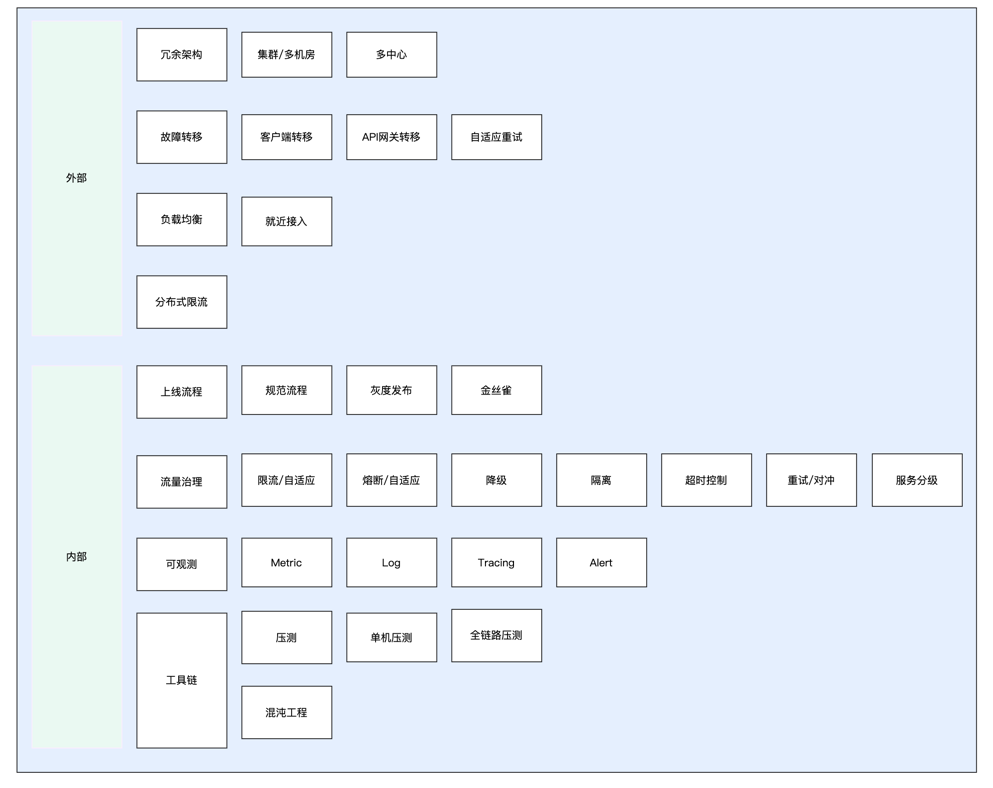 外部
冗余架构
集群/多机房
多中心
故障转移
客户端转移
API网关转移
自适应重试
负载均衡
就近接入
分布式限流
内部
上线流程
规范流程
灰度发布
金丝雀
流量治理
限流/自适应
熔断/自适应
降级
隔离
超时控制
重试/对冲
服务分级
可观测
Metric
Log
Tracing
Alert
工具链
压测
单机压测
全链路压测
混沌工程